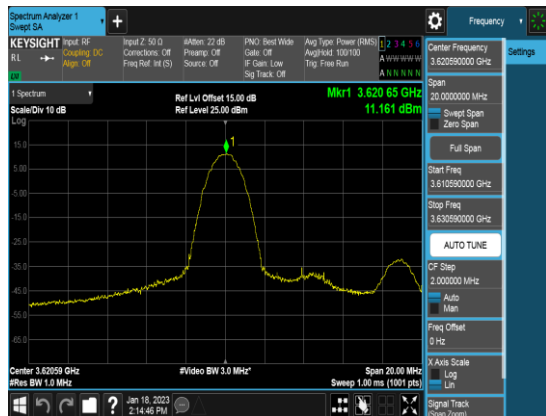 Spectrum Analyzer 1
Swept SA
+
Frequency
KEYSIGHT
Input: RF
Coupling: DC
Align: Off
Input Z: 50 Ω
Corrections: Off
Freq Ref: Int (S)
#Atten: 22 dB
Preamp: Off
Source: Off
PNO: Best Wide
Gate: Off
IF Gain: Low
Sig Track: Off
Avg Type: Power (RMS)
Avg|Hold: 100/100
Trig: Free Run
1 2 3 4 5 6
A W W W W W
A N N N N N
R L
1 Spectrum
Scale/Div 10 dB
Log
Ref Lvl Offset 15.00 dB
Ref Level 25.00 dBm
Mkr1 3.620 65 GHz
11.161 dBm
1
15.0
5.00
-5.00
-15.0
-25.0
-35.0
-45.0
-55.0
-65.0
Center 3.62059 GHz
#Res BW 1.0 MHz
#Video BW 3.0 MHz*
Span 20.00 MHz
Sweep 1.00 ms (1001 pts)
Center Frequency
3.620590000 GHz
Settings
Span
20.0000000 MHz
Swept Span
Zero Span
Full Span
Start Freq
3.610590000 GHz
Stop Freq
3.630590000 GHz
AUTO TUNE
CF Step
2.000000 MHz
Auto
Man
Freq Offset
0 Hz
X Axis Scale
Log
Lin
Signal Track
(Span Zoom)
?
Jan 18, 2023
2:14:46 PM